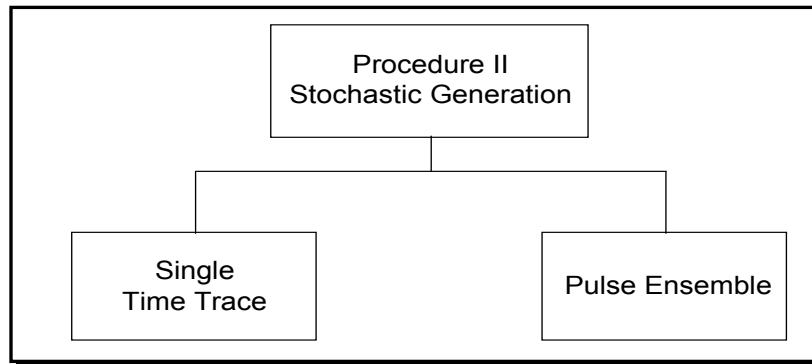 Procedure II
Stochastic Generation
Single
Time Trace
Pulse Ensemble